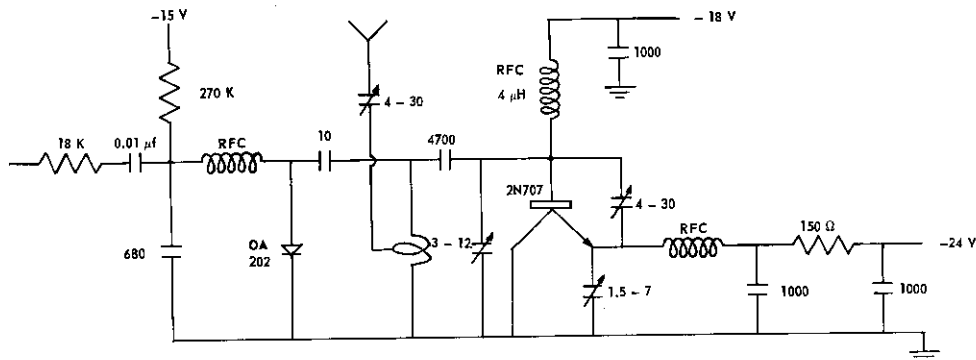 -15 V
-18 V
1000
270 K
RFC
4 μH
4 - 30
18 K
0.01 μf
RFC
10
4700
2N707
4 - 30
680
OA
202
3 - 12
RFC
150 Ω
-24 V
1.5 - 7
1000
1000